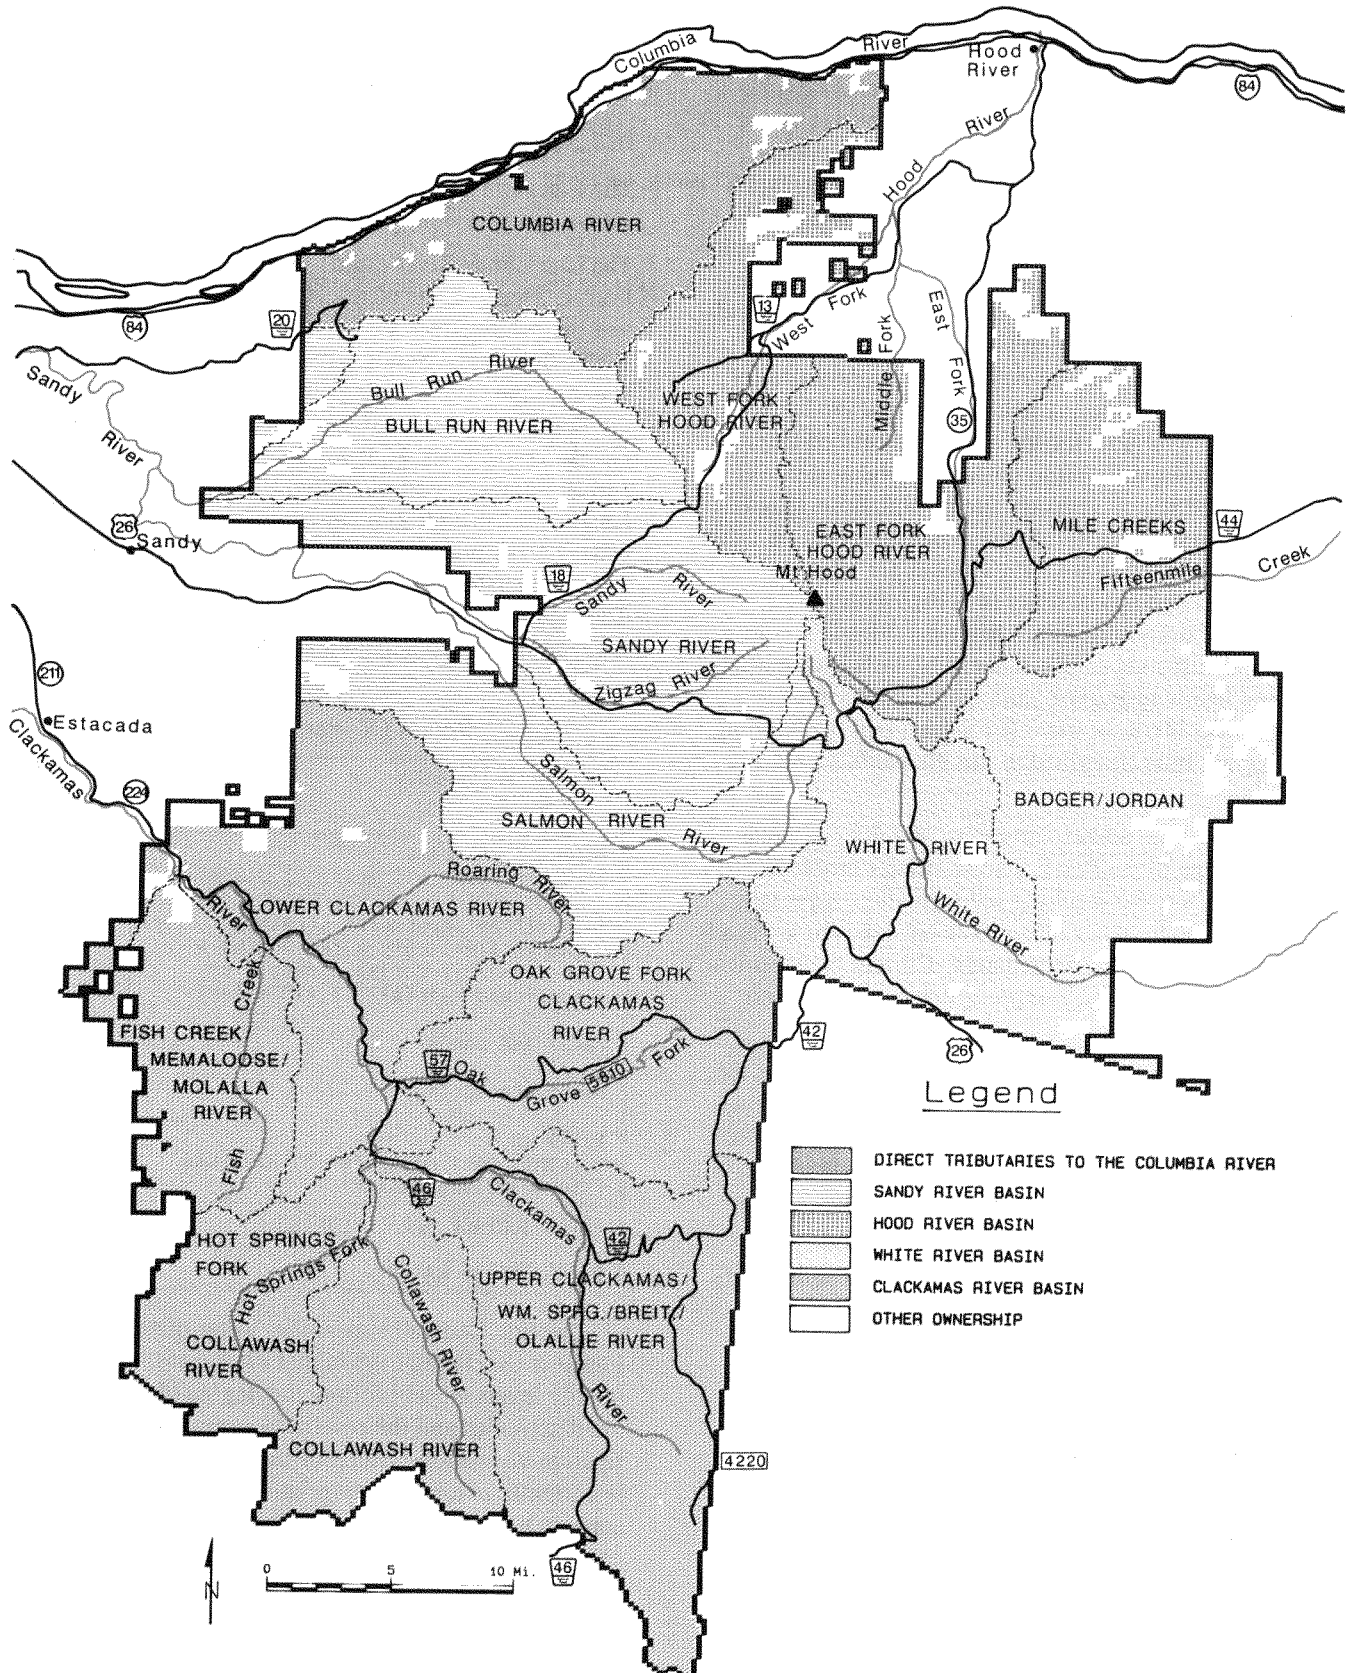 Columbia
River
Hood
River
84
River
Hood
COLUMBIA RIVER
84
20
13
West
Fork
East
Fork
Middle
Fork
35
Sandy
River
Bull Run River
BULL RUN RIVER
WEST FORK
HOOD RIVER
26
Sandy
EAST FORK
HOOD RIVER
Mt Hood
MILE CREEKS
44
Fifteenmile
Creek
18
Sandy
River
SANDY RIVER
Zigzag River
211
Estacada
Clackamas
224
River
Salmon
River
SALMON RIVER
BADGER/JORDAN
WHITE RIVER
White River
Roaring
River
LOWER CLACKAMAS RIVER
OAK GROVE FORK
CLACKAMAS
RIVER
Creek
Fish
FISH CREEK
MEMALOOSE/
MOLALLA
RIVER
57
Oak
Grove
5810
Fork
42
26
Legend
DIRECT TRIBUTARIES TO THE COLUMBIA RIVER
SANDY RIVER BASIN
HOOD RIVER BASIN
WHITE RIVER BASIN
CLACKAMAS RIVER BASIN
OTHER OWNERSHIP
46
Clackamas
River
42
HOT SPRINGS
FORK
Hot Springs Fork
COLLAWASH
RIVER
Collawash River
UPPER CLACKAMAS/
WM. SPRG./BREIT./
OLALLIE RIVER
COLLAWASH RIVER
4220
46
N
0 5 10 Mi.